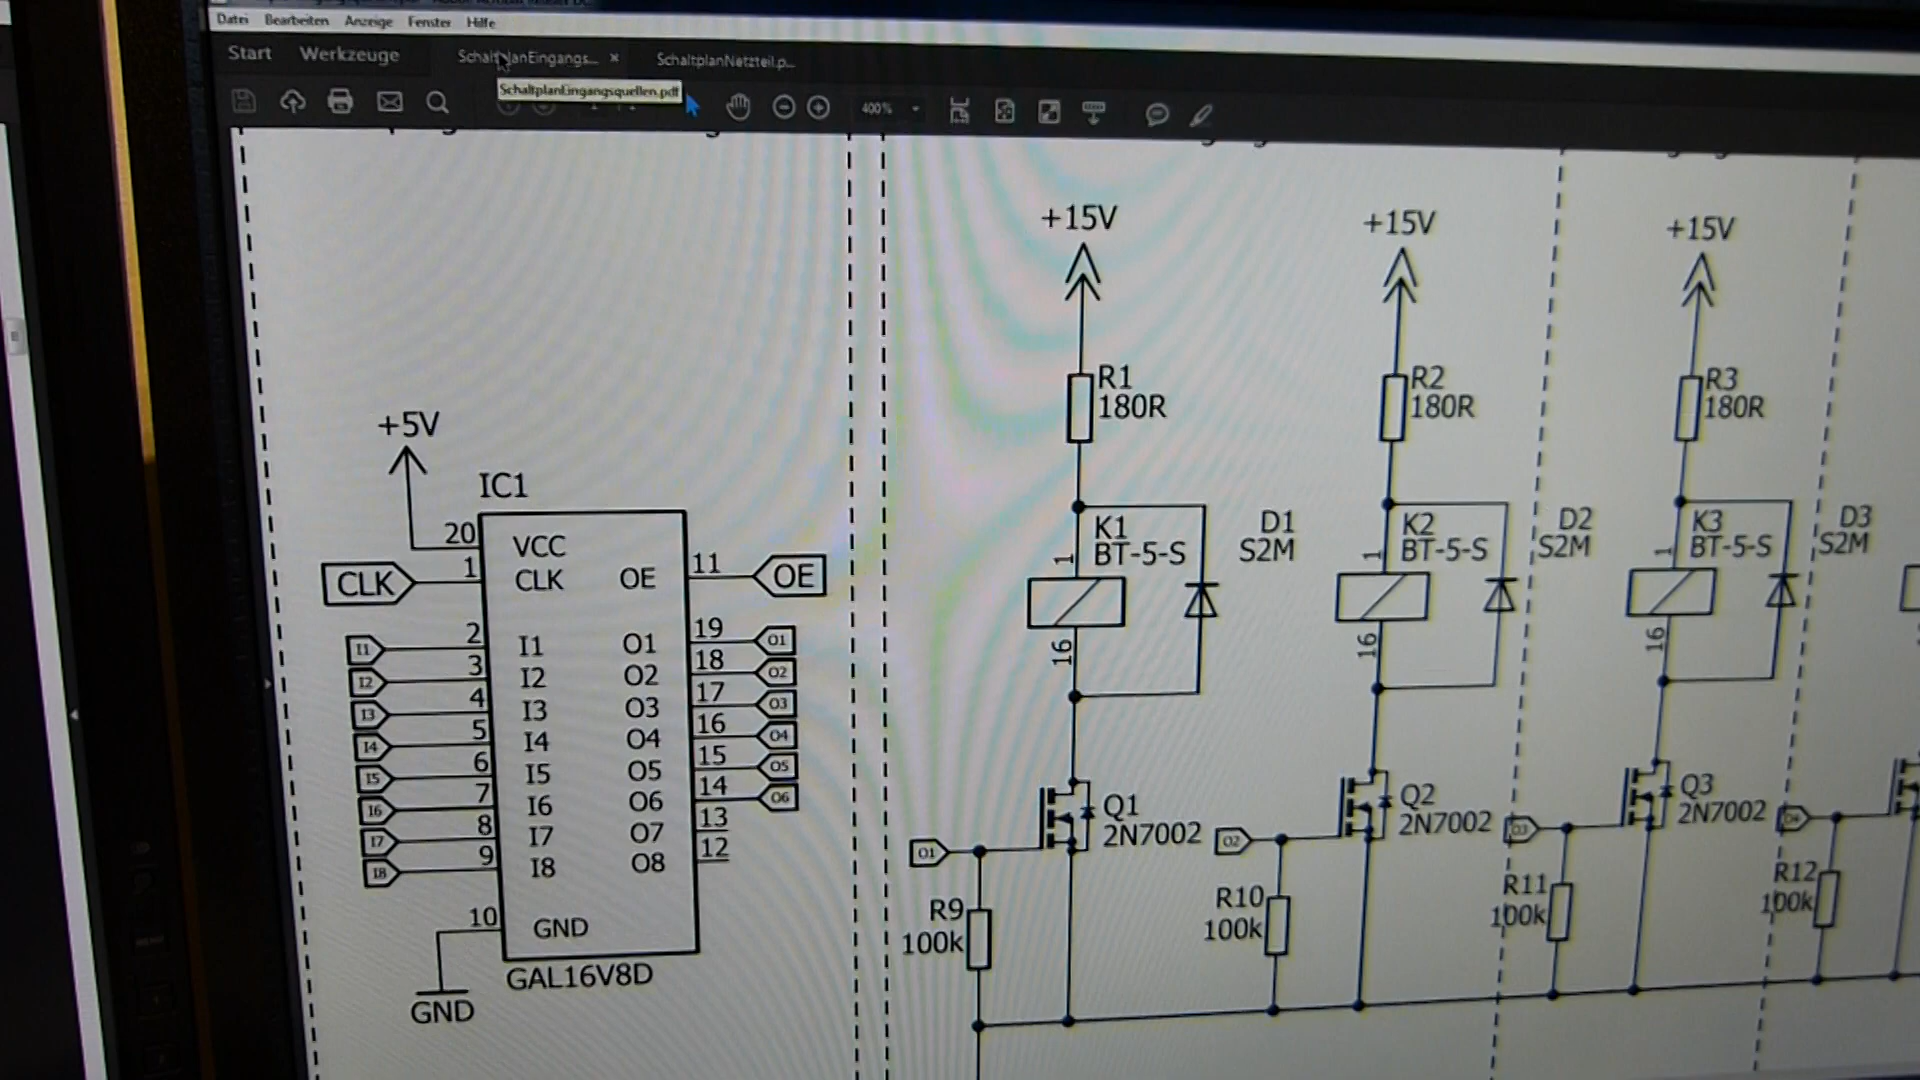 Datei Bearbeiten Anzeige Fenster Hilfe
Start Werkzeuge SchaltplanEingangs... × SchaltplanNetzteil.p...
SchaltplanEingangsquellen.pdf
400%
+5V
IC1
20 VCC
CLK 1 CLK OE 11 OE
I1 2 I1 O1 19 O1
I2 3 I2 O2 18 O2
I3 4 I3 O3 17 O3
I4 5 I4 O4 16 O4
I5 6 I5 O5 15 O5
I6 7 I6 O6 14 O6
I7 8 I7 O7 13
I8 9 I8 O8 12
10 GND
GAL16V8D
GND
+15V
R1
180R
K1
BT-5-S
1
16
D1
S2M
Q1
2N7002
O1
R9
100k
+15V
R2
180R
K2
BT-5-S
1
16
D2
S2M
Q2
2N7002
O2
R10
100k
+15V
R3
180R
K3
BT-5-S
1
16
D3
S2M
Q3
2N7002
O3
R11
100k
O4
R12
100k